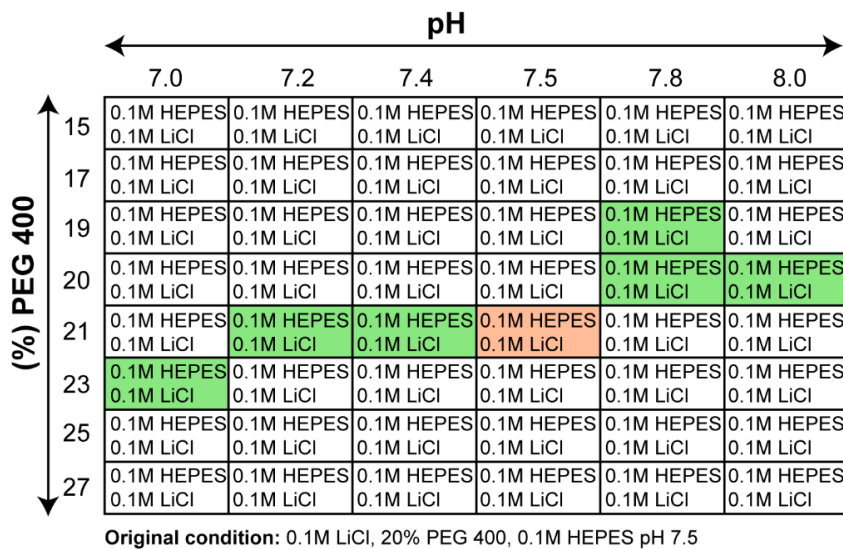 pH
7.0 7.2 7.4 7.5 7.8 8.0
(%) PEG 400
15 0.1M HEPES 0.1M HEPES 0.1M HEPES 0.1M HEPES 0.1M HEPES 0.1M HEPES
0.1M LiCl 0.1M LiCl 0.1M LiCl 0.1M LiCl 0.1M LiCl 0.1M LiCl
17 0.1M HEPES 0.1M HEPES 0.1M HEPES 0.1M HEPES 0.1M HEPES 0.1M HEPES
0.1M LiCl 0.1M LiCl 0.1M LiCl 0.1M LiCl 0.1M LiCl 0.1M LiCl
19 0.1M HEPES 0.1M HEPES 0.1M HEPES 0.1M HEPES 0.1M HEPES 0.1M HEPES
0.1M LiCl 0.1M LiCl 0.1M LiCl 0.1M LiCl 0.1M LiCl 0.1M LiCl
20 0.1M HEPES 0.1M HEPES 0.1M HEPES 0.1M HEPES 0.1M HEPES 0.1M HEPES
0.1M LiCl 0.1M LiCl 0.1M LiCl 0.1M LiCl 0.1M LiCl 0.1M LiCl
21 0.1M HEPES 0.1M HEPES 0.1M HEPES 0.1M HEPES 0.1M HEPES 0.1M HEPES
0.1M LiCl 0.1M LiCl 0.1M LiCl 0.1M LiCl 0.1M LiCl 0.1M LiCl
23 0.1M HEPES 0.1M HEPES 0.1M HEPES 0.1M HEPES 0.1M HEPES 0.1M HEPES
0.1M LiCl 0.1M LiCl 0.1M LiCl 0.1M LiCl 0.1M LiCl 0.1M LiCl
25 0.1M HEPES 0.1M HEPES 0.1M HEPES 0.1M HEPES 0.1M HEPES 0.1M HEPES
0.1M LiCl 0.1M LiCl 0.1M LiCl 0.1M LiCl 0.1M LiCl 0.1M LiCl
27 0.1M HEPES 0.1M HEPES 0.1M HEPES 0.1M HEPES 0.1M HEPES 0.1M HEPES
0.1M LiCl 0.1M LiCl 0.1M LiCl 0.1M LiCl 0.1M LiCl 0.1M LiCl
Original condition: 0.1M LiCl, 20% PEG 400, 0.1M HEPES pH 7.5